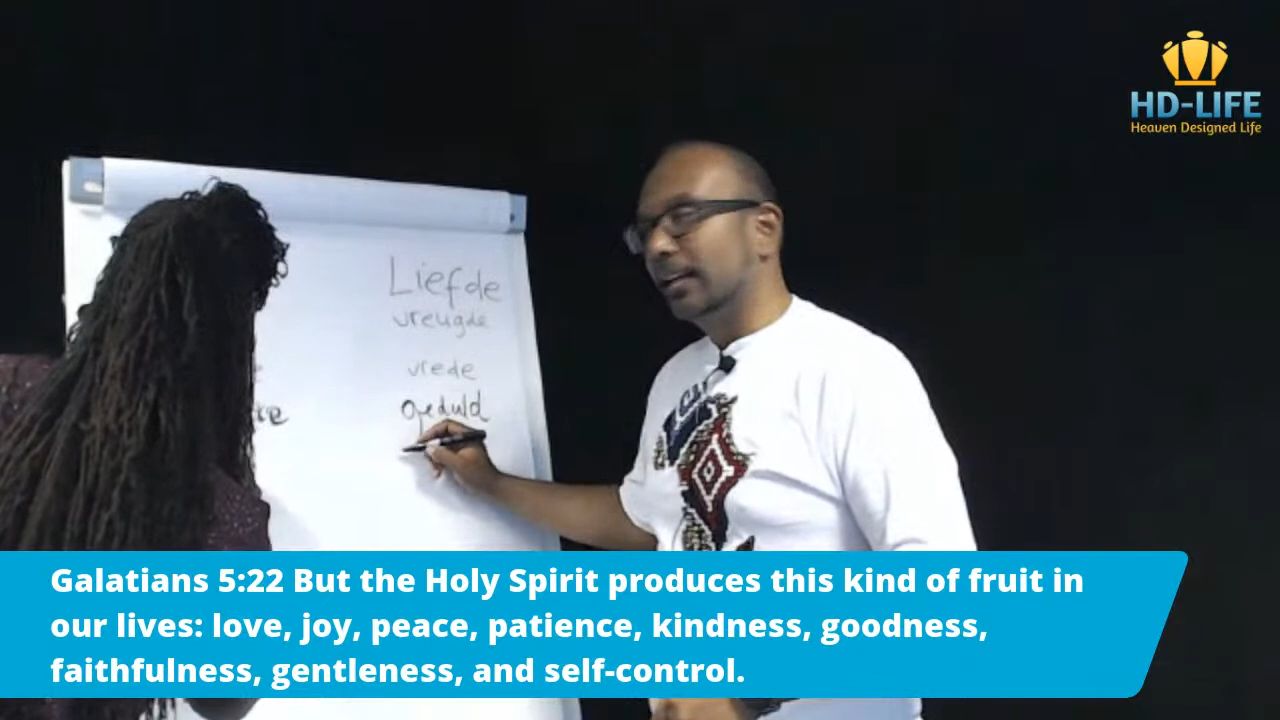 HD-LIFE
Heaven Designed Life
Liefde
vreugde
vrede
geduld
Galatians 5:22 But the Holy Spirit produces this kind of fruit in
our lives: love, joy, peace, patience, kindness, goodness,
faithfulness, gentleness, and self-control.